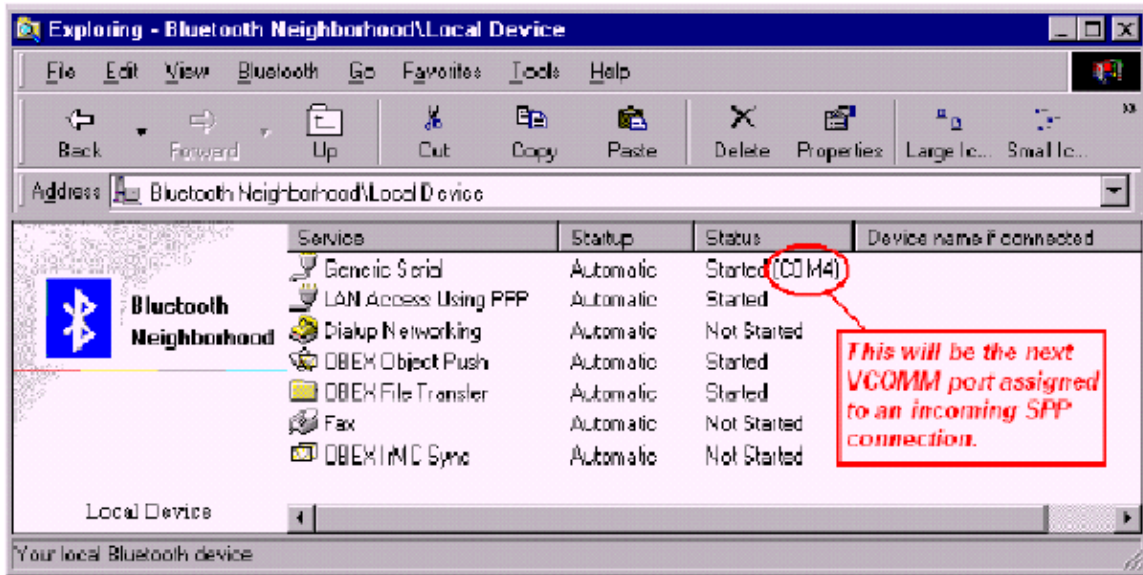 Exploring - Bluetooth Neighborhood\Local Device
File Edit View Bluetooth Go Favorites Tools Help
Back Forward Up Cut Copy Paste Delete Properties Large Ic... Small Ic...
Address Bluetooth Neighborhood\Local Device
Service Startup Status Device name if connected
Generic Serial Automatic Started (COM4)
LAN Access Using PPP Automatic Started
Dialup Networking Automatic Not Started
OBEX Object Push Automatic Started
OBEX File Transfer Automatic Started
Fax Automatic Not Started
OBEX IrMC Sync Automatic Not Started
Bluetooth
Neighborhood
Local Device
This will be the next
VCOMM port assigned
to an incoming SPP
connection.
Your local Bluetooth device